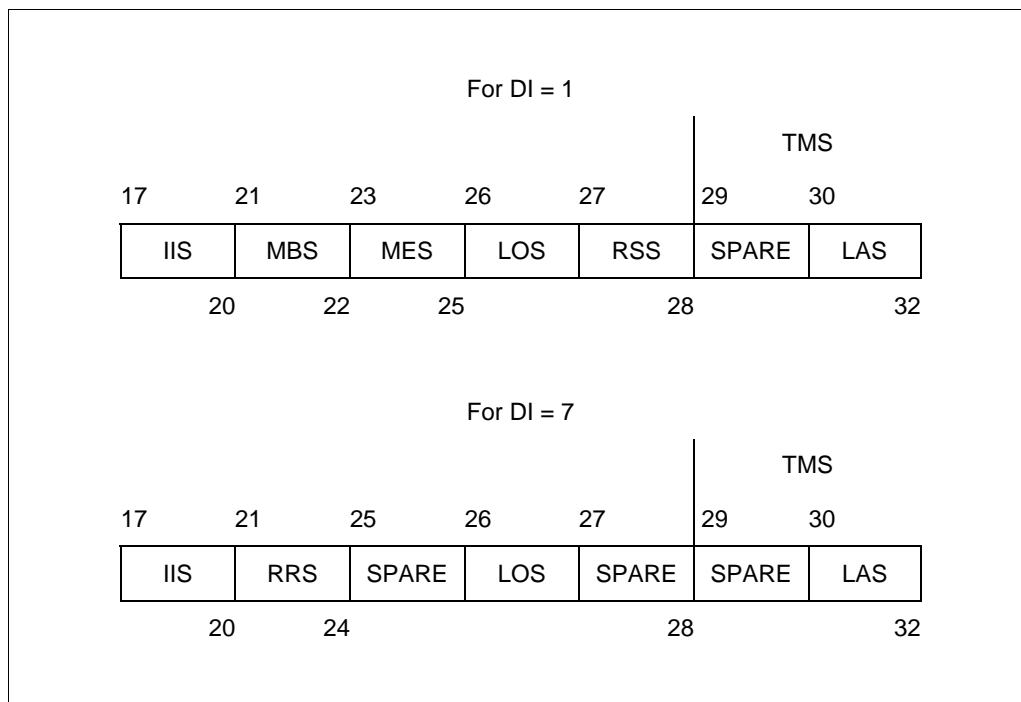 For DI = 1
TMS
17 21 23 26 27 29 30
IIS MBS MES LOS RSS SPARE LAS
20 22 25 28 32
For DI = 7
TMS
17 21 25 26 27 29 30
IIS RRS SPARE LOS SPARE SPARE LAS
20 24 28 32